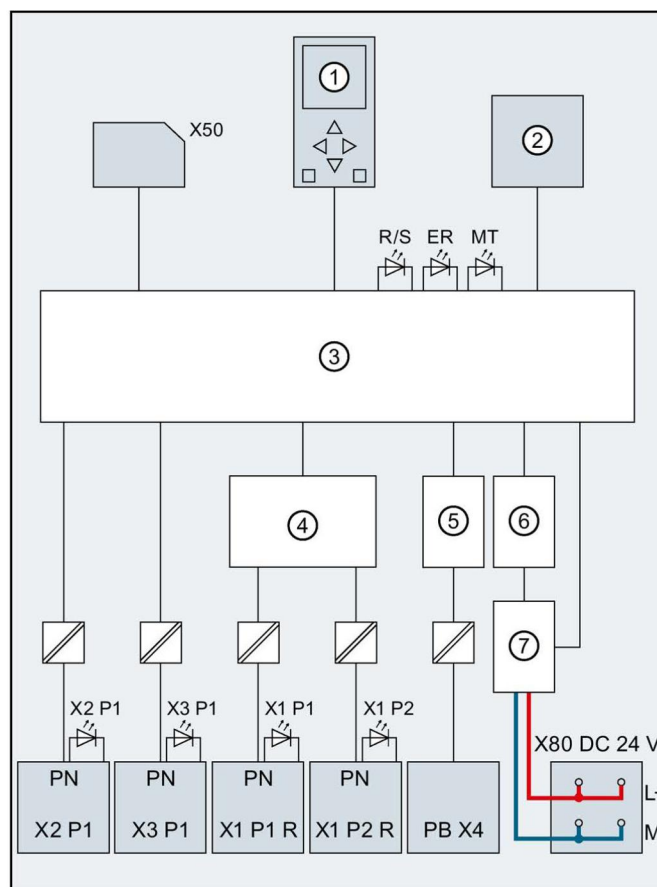 ①
X50
②
R/S ER MT
③
④
⑤
⑥
⑦
X2 P1
X3 P1
X1 P1
X1 P2
X80 DC 24 V
PN
X2 P1
PN
X3 P1
PN
X1 P1 R
PN
X1 P2 R
PB X4
L+
M